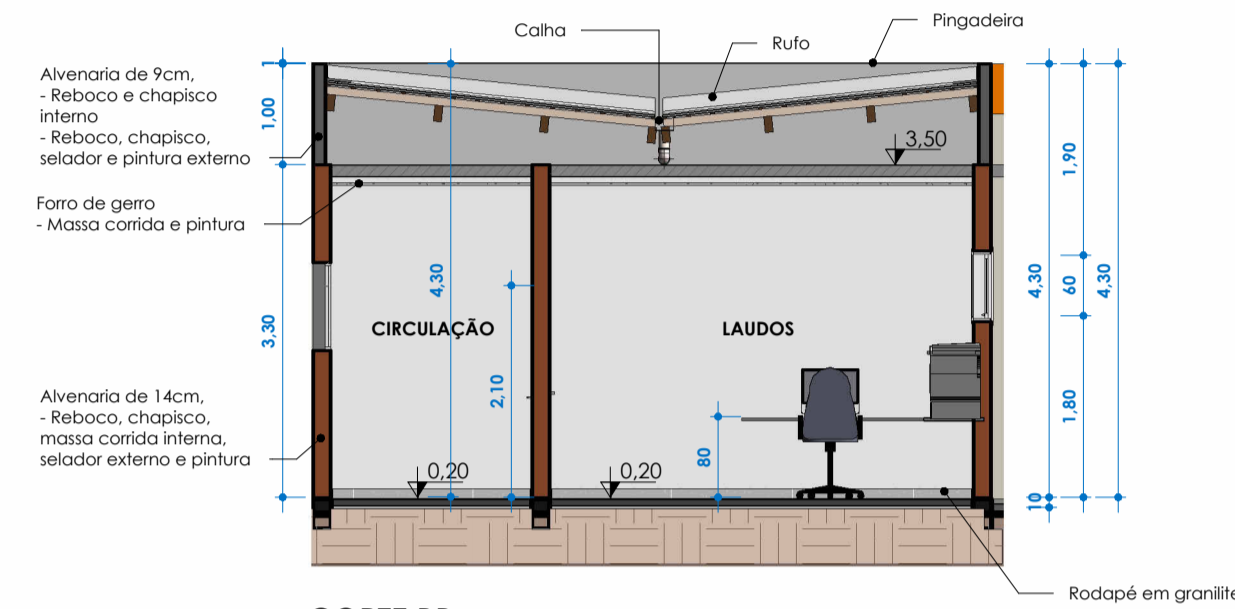 Calha
Rufo
Pingadeira
Alvenaria de 9cm,
- Reboco e chapisco
interno
- Reboco, chapisco,
selador e pintura externo
Forro de gerro
- Massa corrida e pintura
Alvenaria de 14cm,
- Reboco, chapisco,
massa corrida interna,
selador externo e pintura
1
1,00
3,30
4,30
2,10
80
3,50
CIRCULAÇÃO
LAUDOS
0,20
0,20
4,30
10
1,90
60
1,80
4,30
Rodapé em granilite